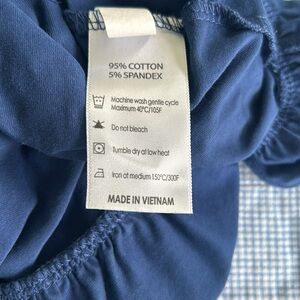 95% COTTON
5% SPANDEX
Machine wash gentle cycle
Maximum 40°C/105F
Do not bleach
Tumble dry at low heat
Iron at medium 150°C/300F
MADE IN VIETNAM